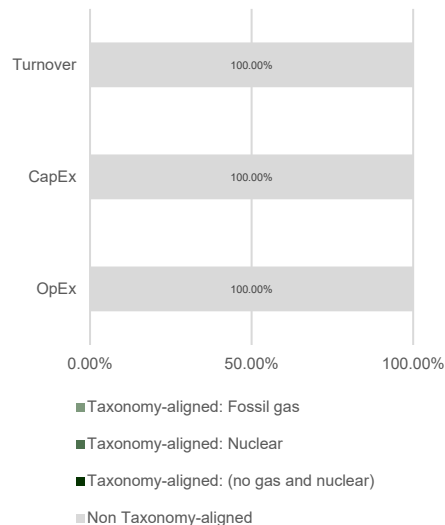 Turnover
100.00%
CapEx
100.00%
OpEx
100.00%
0.00% 50.00% 100.00%
Taxonomy-aligned: Fossil gas
Taxonomy-aligned: Nuclear
Taxonomy-aligned: (no gas and nuclear)
Non Taxonomy-aligned